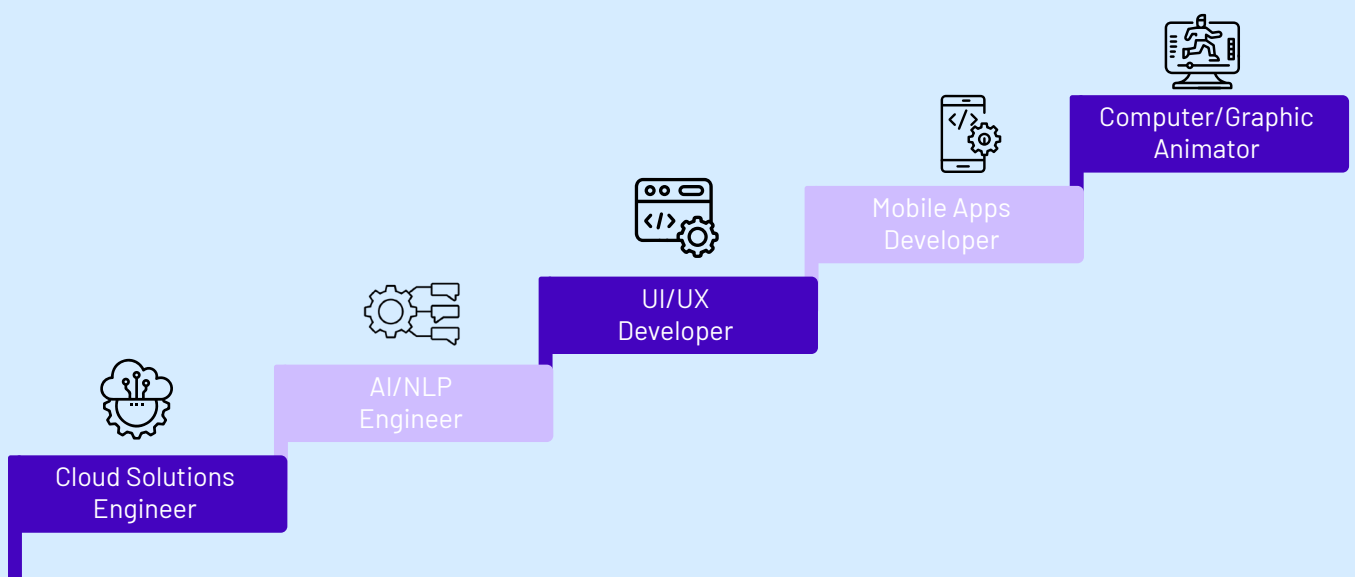 Computer/Graphic
Animator
Mobile Apps
Developer
UI/UX
Developer
AI/NLP
Engineer
Cloud Solutions
Engineer